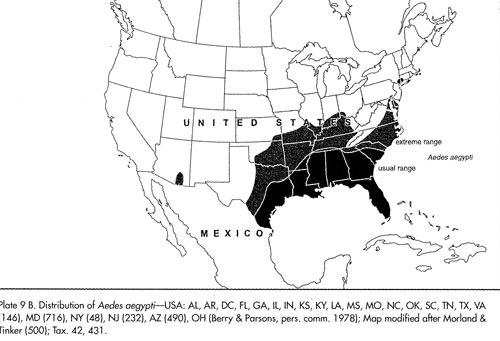 UNITED STATES
extreme range
Aedes aegypti
usual range
MEXICO
Plate 9 B. Distribution of Aedes aegypti—USA: AL, AR, DC, FL, GA, IL, IN, KS, KY, LA, MS, MO, NC, OK, SC, TN, TX, VA
(146), MD (716), NY (48), NJ (232), AZ (490), OH (Berry & Parsons, pers. comm. 1978); Map modified after Morland &
Tinker (500); Tax. 42, 431.